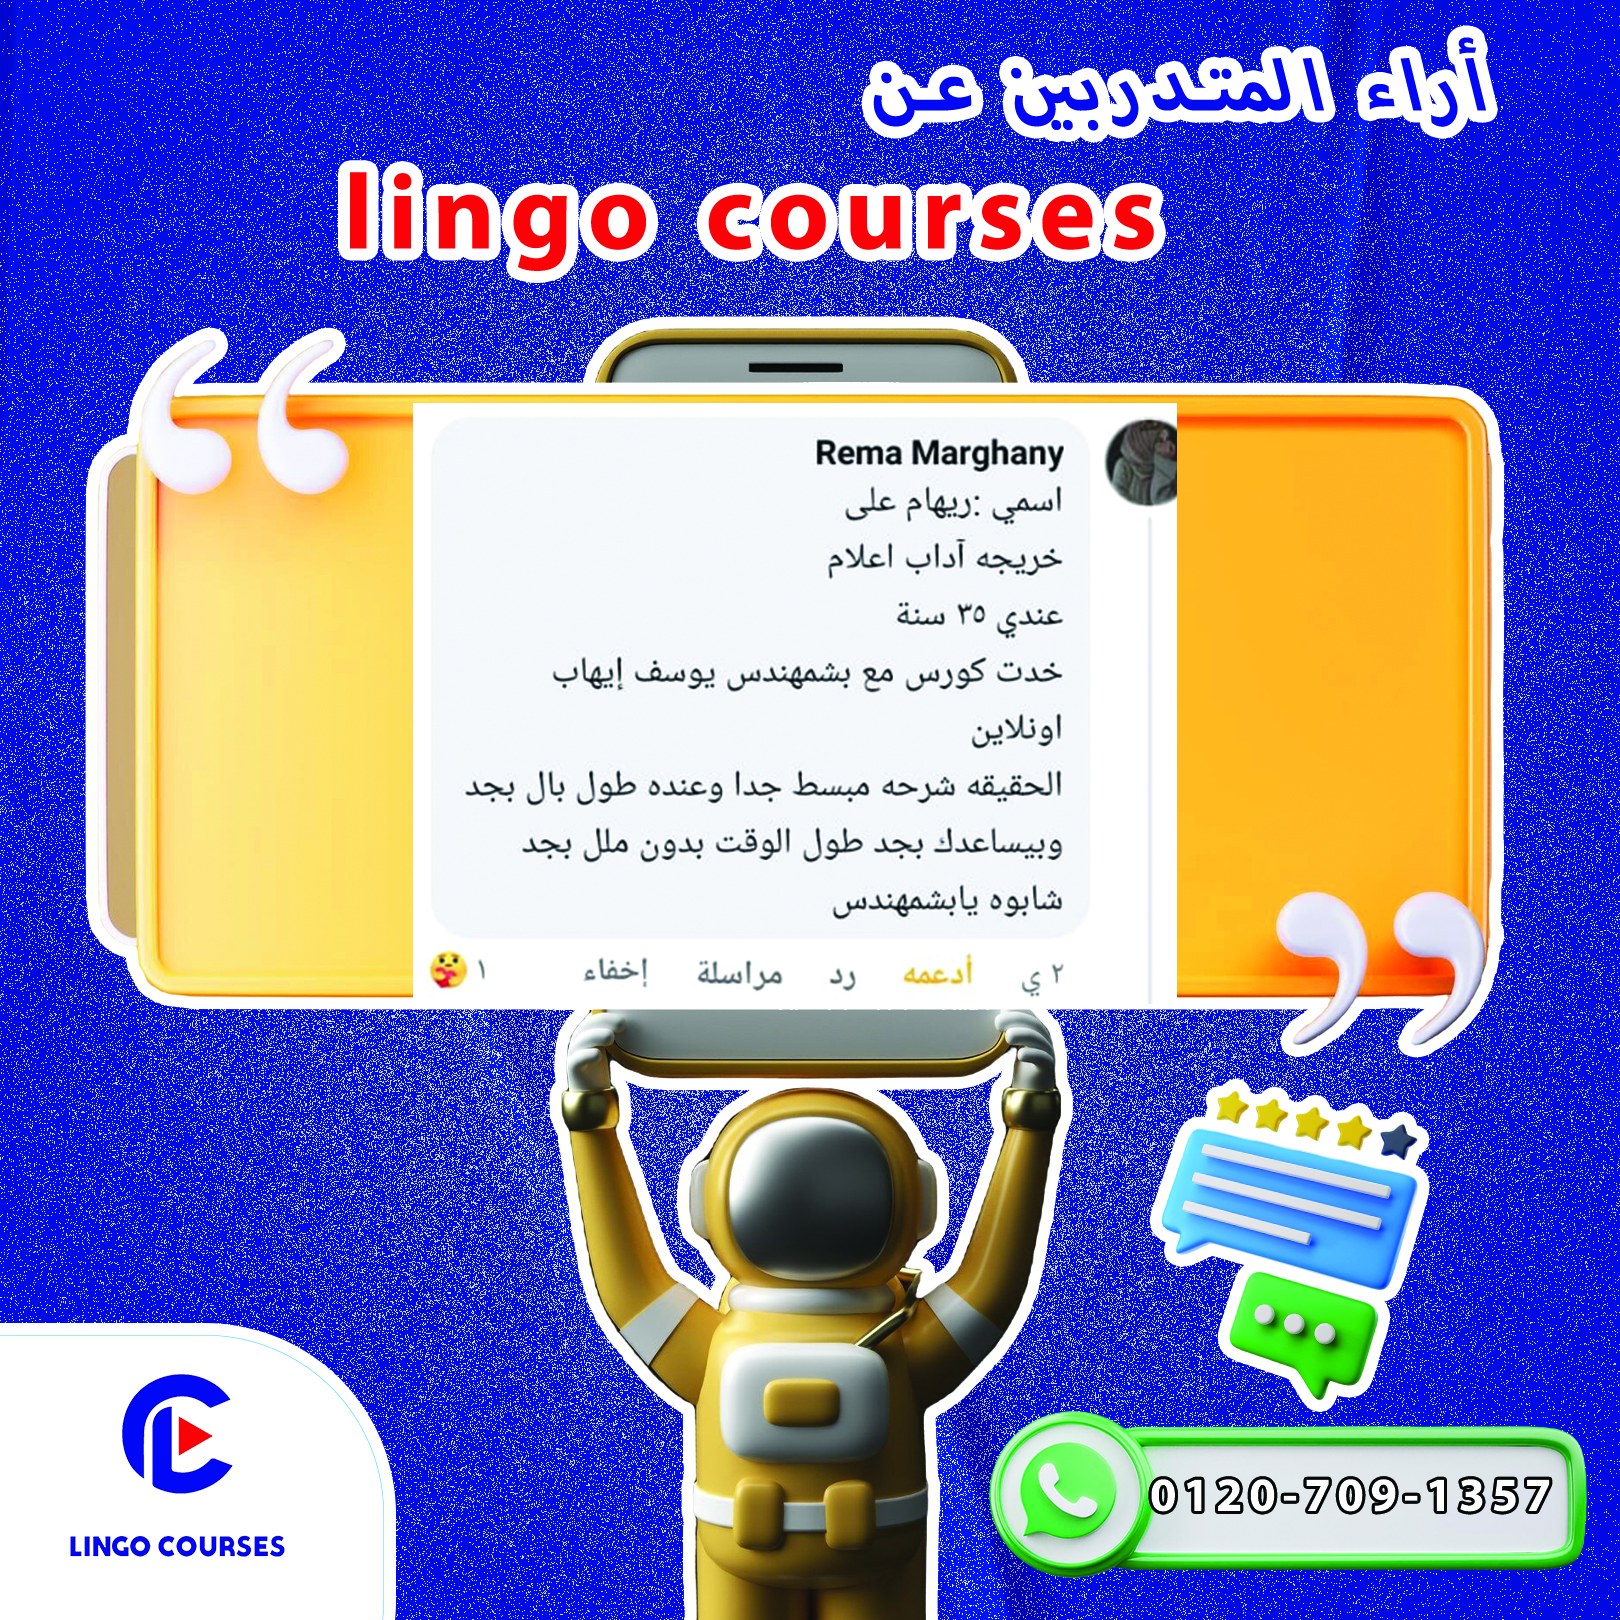 أراء المتدربين عن
lingo courses
Rema Marghany
اسمي :ريهام على
خريجه آداب اعلام
عندي ٣٥ سنة
خدت كورس مع بشمهندس يوسف إيهاب
اونلاين
الحقيقه شرحه مبسط جدا وعنده طول بال بجد
وبيساعدك بجد طول الوقت بدون ملل بجد
شابوه يابشمهندس
٢ ي أدعمه رد مراسلة إخفاء ١
0120-709-1357
LINGO COURSES